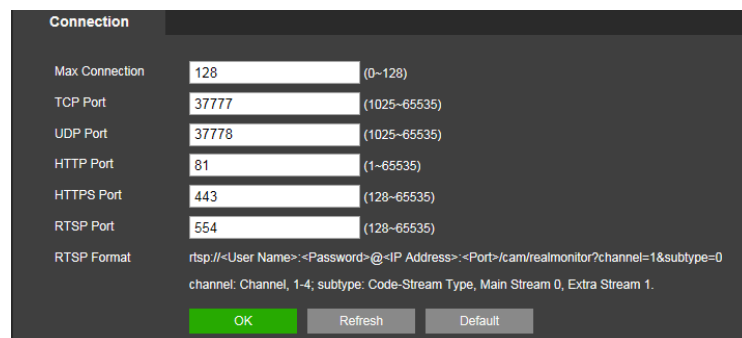 Connection
Max Connection 128 (0~128)
TCP Port 37777 (1025~65535)
UDP Port 37778 (1025~65535)
HTTP Port 81 (1~65535)
HTTPS Port 443 (128~65535)
RTSP Port 554 (128~65535)
RTSP Format rtsp://<User Name>:<Password>@<IP Address>:<Port>/cam/realmonitor?channel=1&subtype=0
channel: Channel, 1-4; subtype: Code-Stream Type, Main Stream 0, Extra Stream 1.
OK Refresh Default